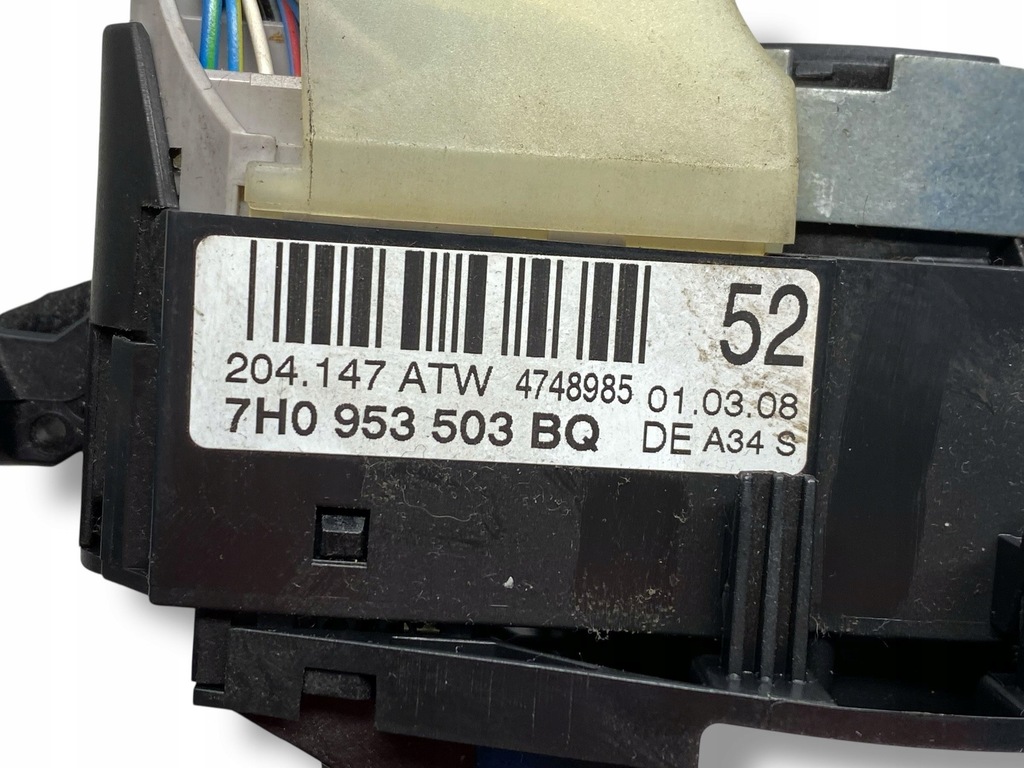 52
204.147 ATW 4748985 01.03.08
7H0 953 503 BQ DE A34 S